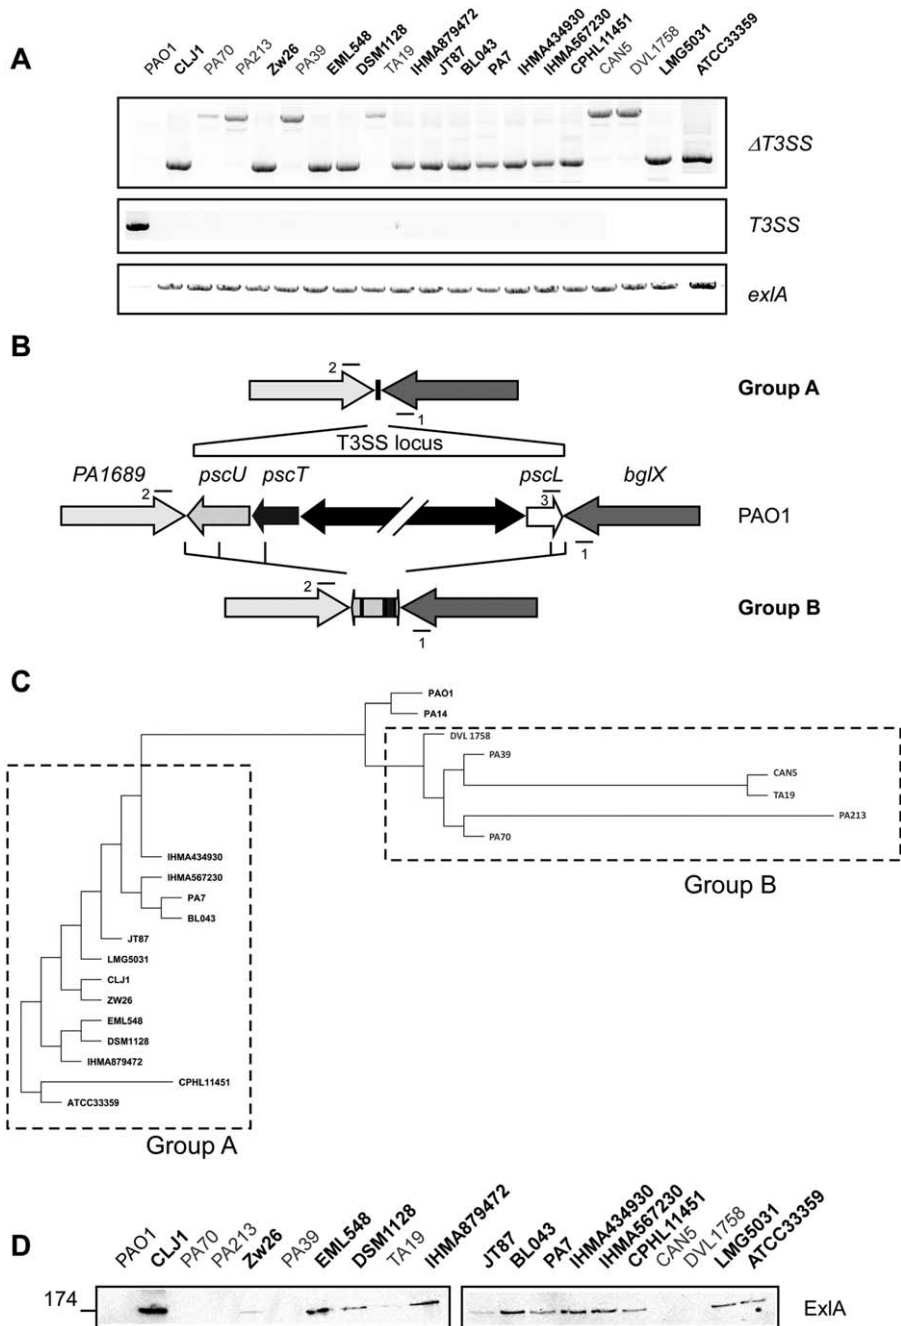 A
PAO1 CLJ1 PA70 PA213 Zw26 PA39 EML548 DSM1128 TA19 IHMA879472 JT87 BL043 PA7 IHMA434930 IHMA567230 CPHL11451 CAN5 DVL1758 LMG5031 ATCC33359
ΔT3SS
T3SS
exlA
B
2
1
Group A
T3SS locus
PA1689 pscU pscT pscL bglX
2
3
1
PAO1
2
1
Group B
C
PAO1
PA14
DVL 1758
PA39
CAN5
TA19
PA213
PA70
Group B
IHMA434930
IHMA567230
PA7
BL043
JT87
LMG5031
CLJ1
ZW26
EML548
DSM1128
IHMA879472
CPHL11451
ATCC33359
Group A
D
PAO1 CLJ1 PA70 PA213 Zw26 PA39 EML548 DSM1128 TA19 IHMA879472 JT87 BL043 PA7 IHMA434930 IHMA567230 CPHL11451 CAN5 DVL1758 LMG5031 ATCC33359
174
ExlA